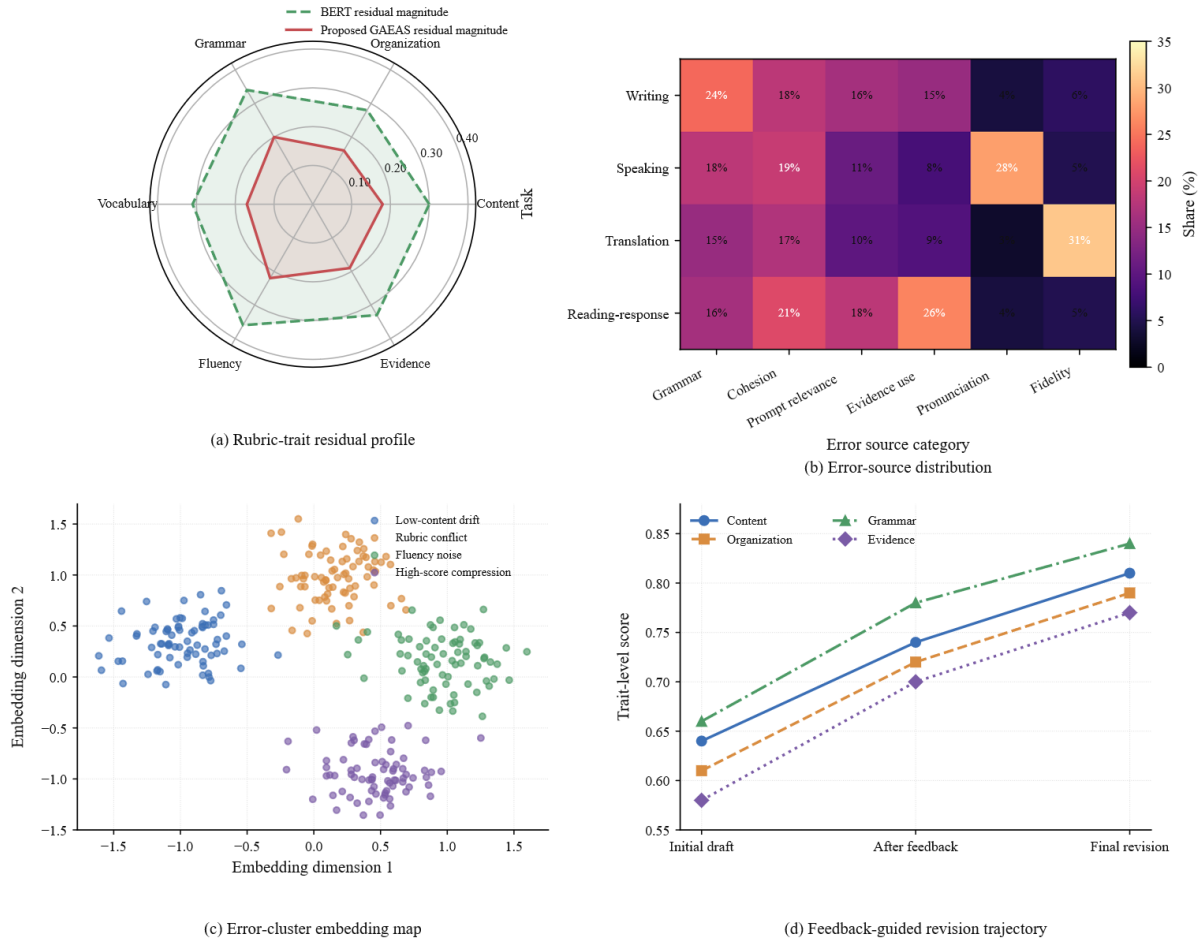 BERT residual magnitude
Proposed GAEAS residual magnitude
Grammar
Organization
Vocabulary
Content
Fluency
Evidence
0.10
0.20
0.30
0.40
(a) Rubric-trait residual profile
Task
Writing
Speaking
Translation
Reading-response
24% 18% 16% 15% 6%
18% 19% 11% 8% 28% 5%
15% 17% 10% 9% 31%
16% 21% 18% 26% 5%
Grammar
Cohesion
Prompt relevance
Evidence use
Pronunciation
Fidelity
Error source category
35
30
25
20
15
10
5
0
Share (%)
(b) Error-source distribution
Low-content drift
Rubric conflict
Fluency noise
High-score compression
Embedding dimension 2
1.5
1.0
0.5
0.0
−0.5
−1.0
−1.5
−1.5 −1.0 −0.5 0.0 0.5 1.0 1.5
Embedding dimension 1
(c) Error-cluster embedding map
Content
Organization
Grammar
Evidence
Trait-level score
0.85
0.80
0.75
0.70
0.65
0.60
0.55
Initial draft After feedback Final revision
(d) Feedback-guided revision trajectory